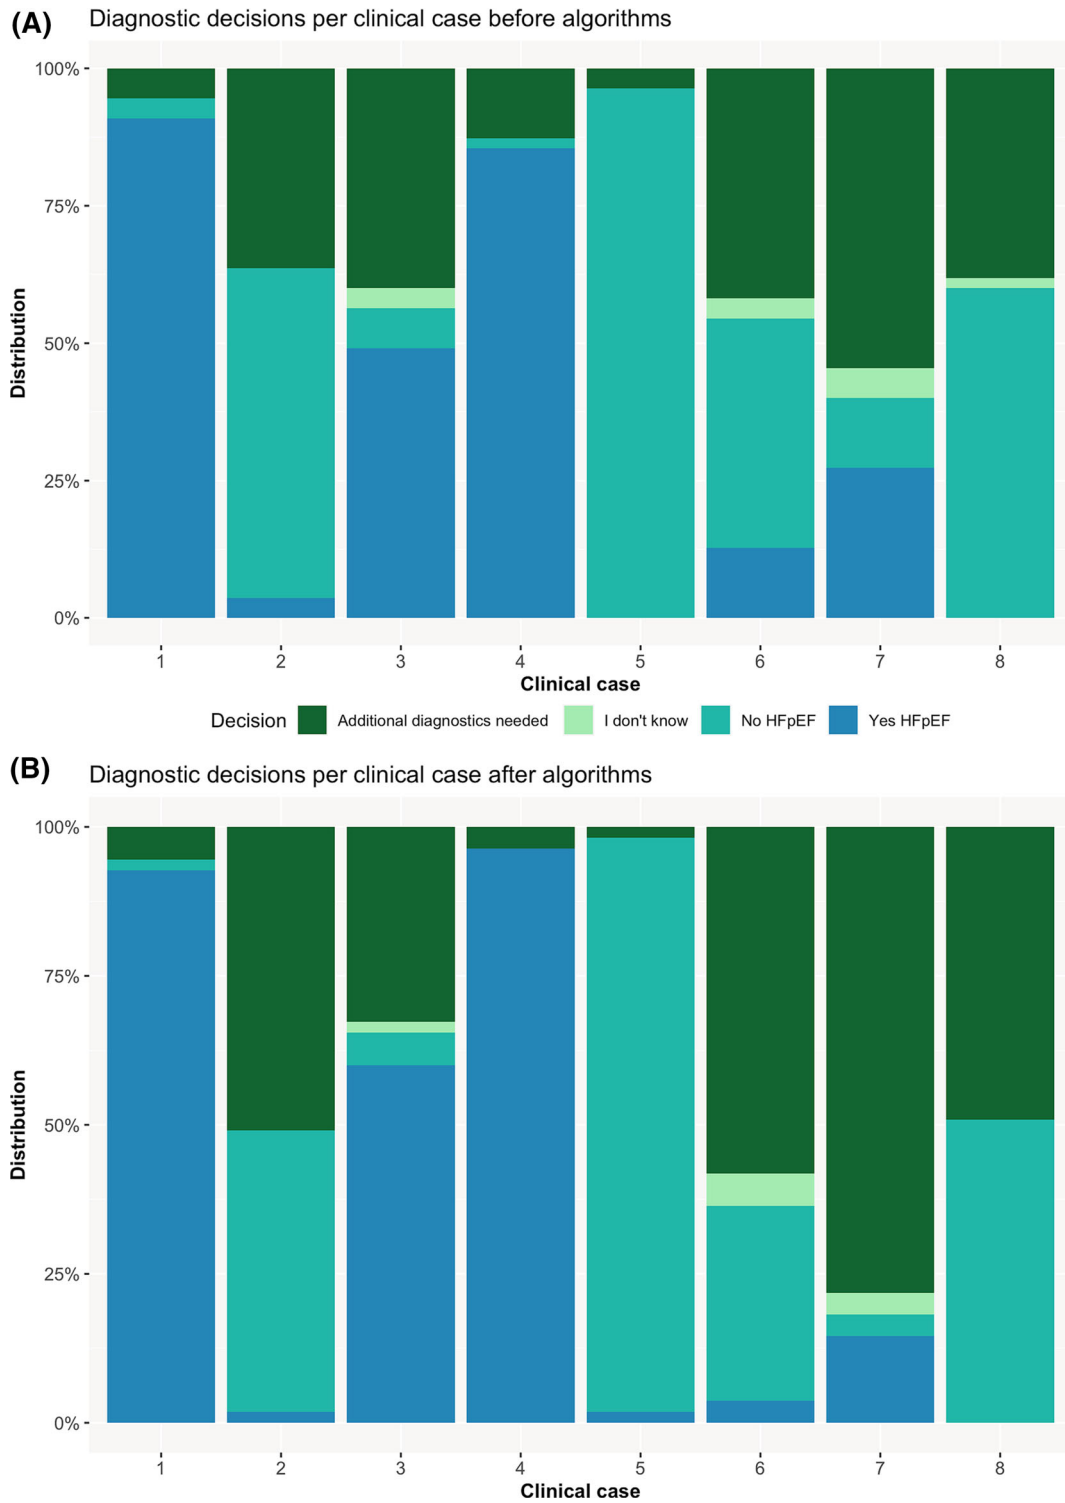 (A) Diagnostic decisions per clinical case before algorithms
100%
75%
50%
25%
0%
Distribution
1 2 3 4 5 6 7 8
Clinical case
Decision Additional diagnostics needed I don't know No HFpEF Yes HFpEF
(B) Diagnostic decisions per clinical case after algorithms
100%
75%
50%
25%
0%
Distribution
1 2 3 4 5 6 7 8
Clinical case